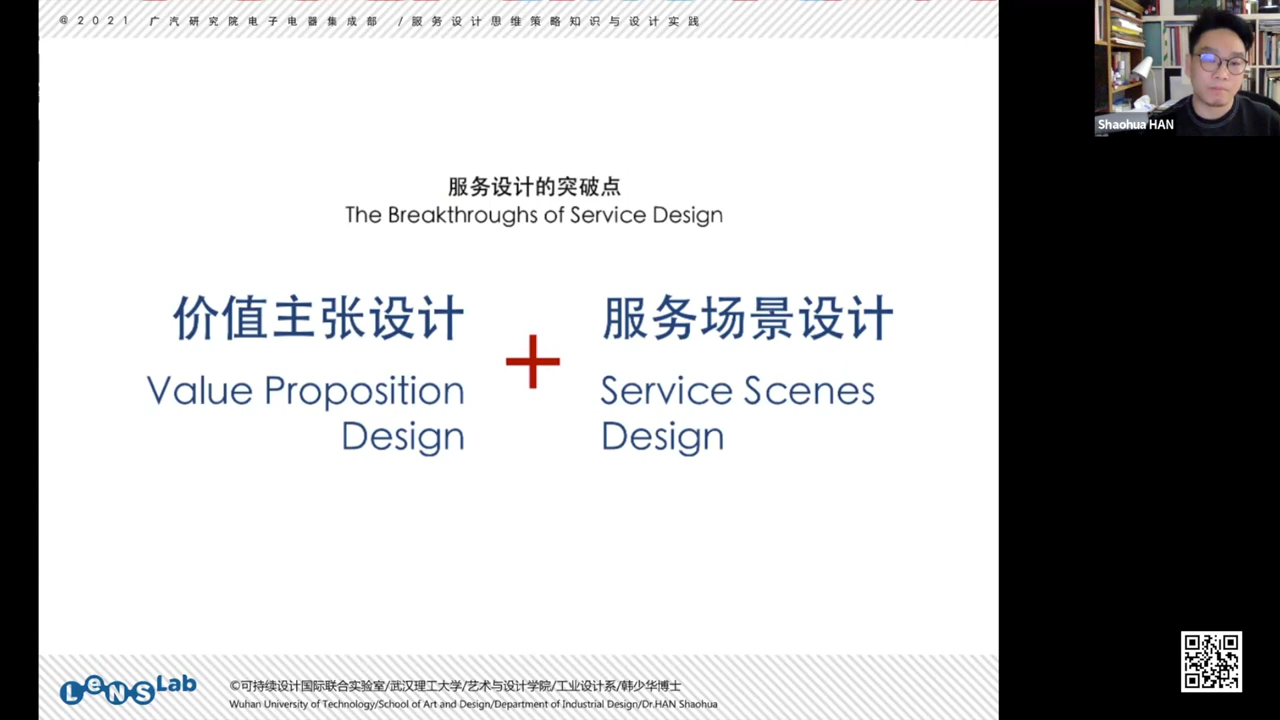 @2021 广汽研究院电子电器集成部 /服务设计思维策略知识与设计实践
Shaohua HAN
服务设计的突破点
The Breakthroughs of Service Design
价值主张设计
Value Proposition
Design
+
服务场景设计
Service Scenes
Design
LeNS Lab
©可持续设计国际联合实验室/武汉理工大学/艺术与设计学院/工业设计系/韩少华博士
Wuhan University of Technology/School of Art and Design/Department of Industrial Design/Dr.HAN Shaohua